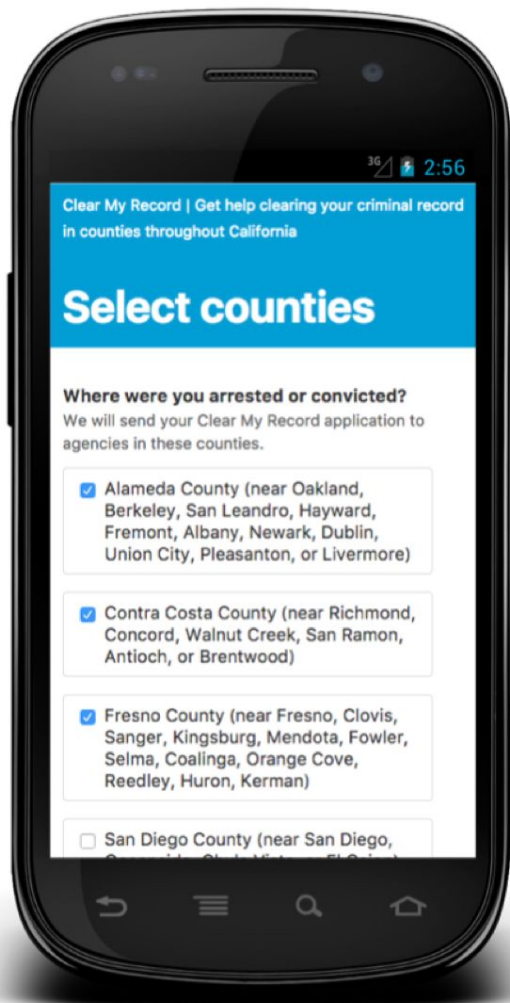 3G 2:56
Clear My Record | Get help clearing your criminal record
in counties throughout California
Select counties
Where were you arrested or convicted?
We will send your Clear My Record application to
agencies in these counties.
Alameda County (near Oakland,
Berkeley, San Leandro, Hayward,
Fremont, Albany, Newark, Dublin,
Union City, Pleasanton, or Livermore)
Contra Costa County (near Richmond,
Concord, Walnut Creek, San Ramon,
Antioch, or Brentwood)
Fresno County (near Fresno, Clovis,
Sanger, Kingsburg, Mendota, Fowler,
Selma, Coalinga, Orange Cove,
Reedley, Huron, Kerman)
San Diego County (near San Diego,